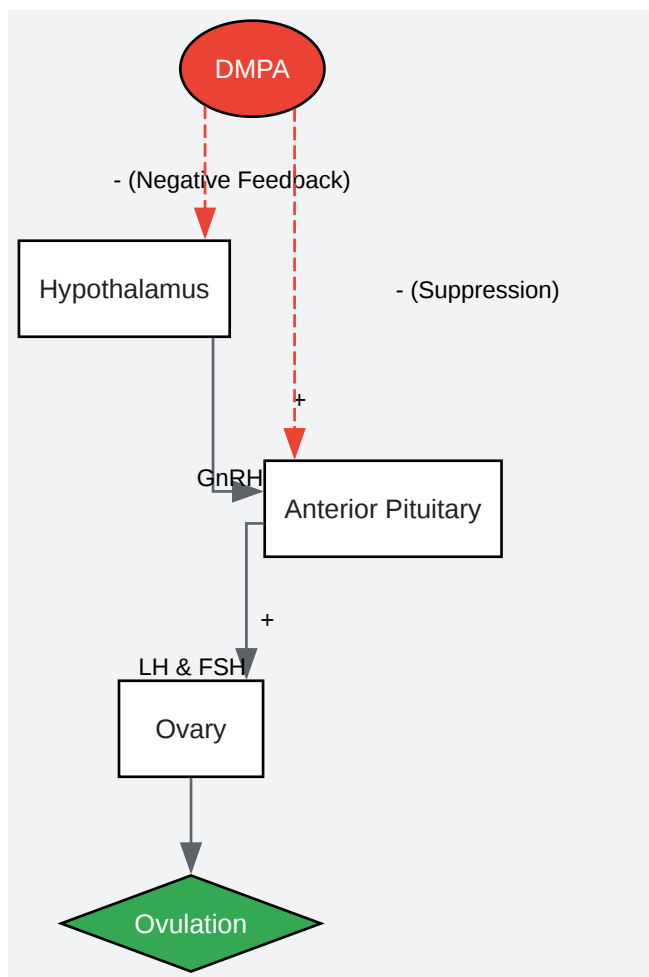 DMPA
- (Negative Feedback)
Hypothalamus
- (Suppression)
+
GnRH
Anterior Pituitary
+
LH & FSH
Ovary
Ovulation